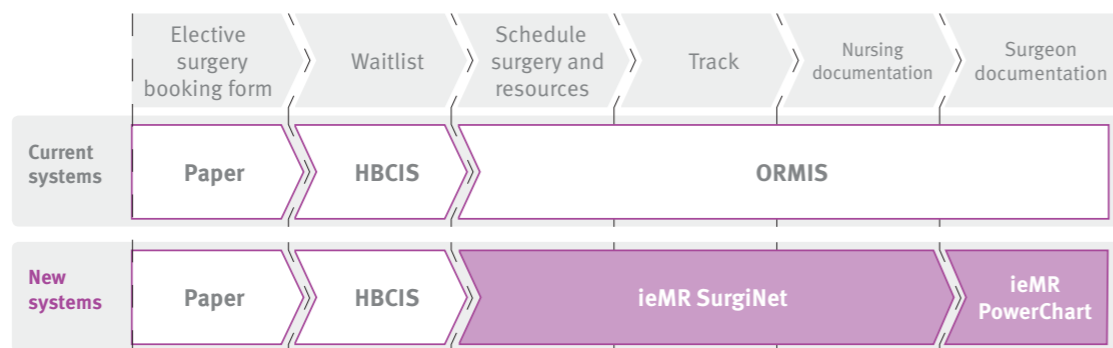 Elective
surgery
booking form
Waitlist
Schedule
surgery and
resources
Track
Nursing
documentation
Surgeon
documentation
Current
systems
Paper
HBCIS
ORMIS
New
systems
Paper
HBCIS
ieMR SurgiNet
ieMR
PowerChart